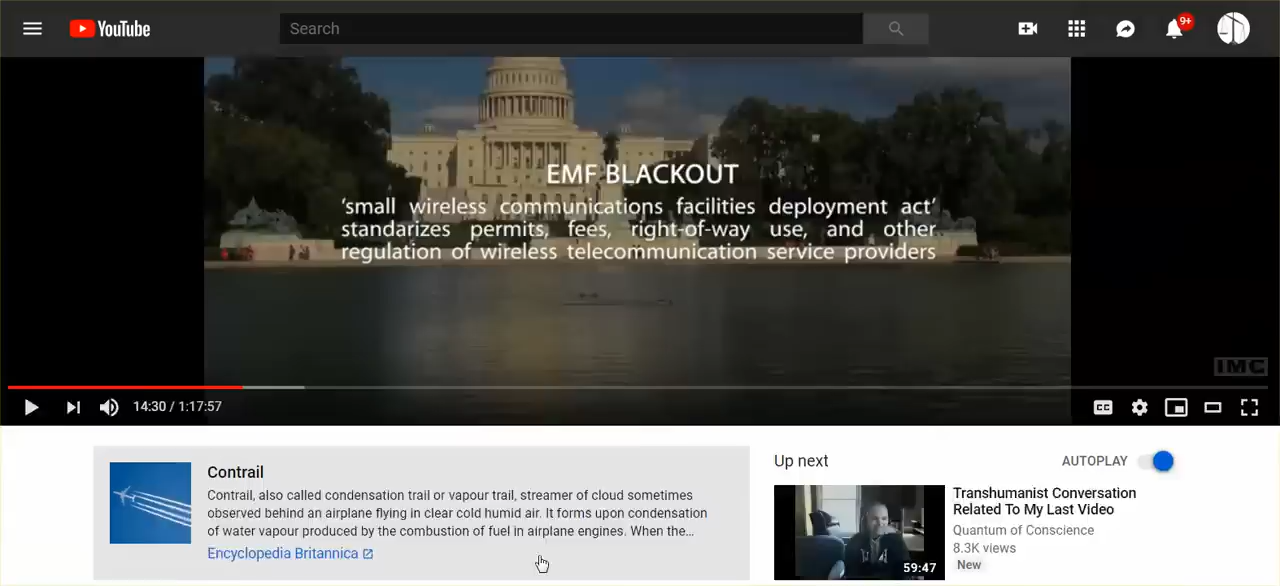 YouTube
Search
9+
EMF BLACKOUT
‘small wireless communications facilities deployment act’
standarizes permits, fees, right-of-way use, and other
regulation of wireless telecommunication service providers
IMC
14:30 / 1:17:57
CC
Contrail
Contrail, also called condensation trail or vapour trail, streamer of cloud sometimes
observed behind an airplane flying in clear cold humid air. It forms upon condensation
of water vapour produced by the combustion of fuel in airplane engines. When the...
Encyclopedia Britannica
Up next
AUTOPLAY
59:47
Transhumanist Conversation
Related To My Last Video
Quantum of Conscience
8.3K views
New